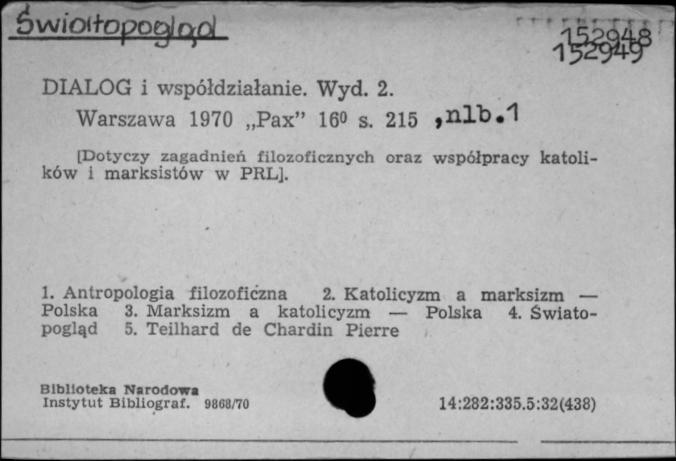 Światopogląd
152948
152949
DIALOG i współdziałanie. Wyd. 2.
Warszawa 1970 „Pax” 16⁰ s. 215 , nlb. 1
[Dotyczy zagadnień filozoficznych oraz współpracy katoli-
ków i marksistów w PRL].
1. Antropologia filozoficzna 2. Katolicyzm a marksizm —
Polska 3. Marksizm a katolicyzm — Polska 4. Świato-
pogląd 5. Teilhard de Chardin Pierre
Biblioteka Narodowa
Instytut Bibliograf. 9868/70
14:282:335.5:32(438)